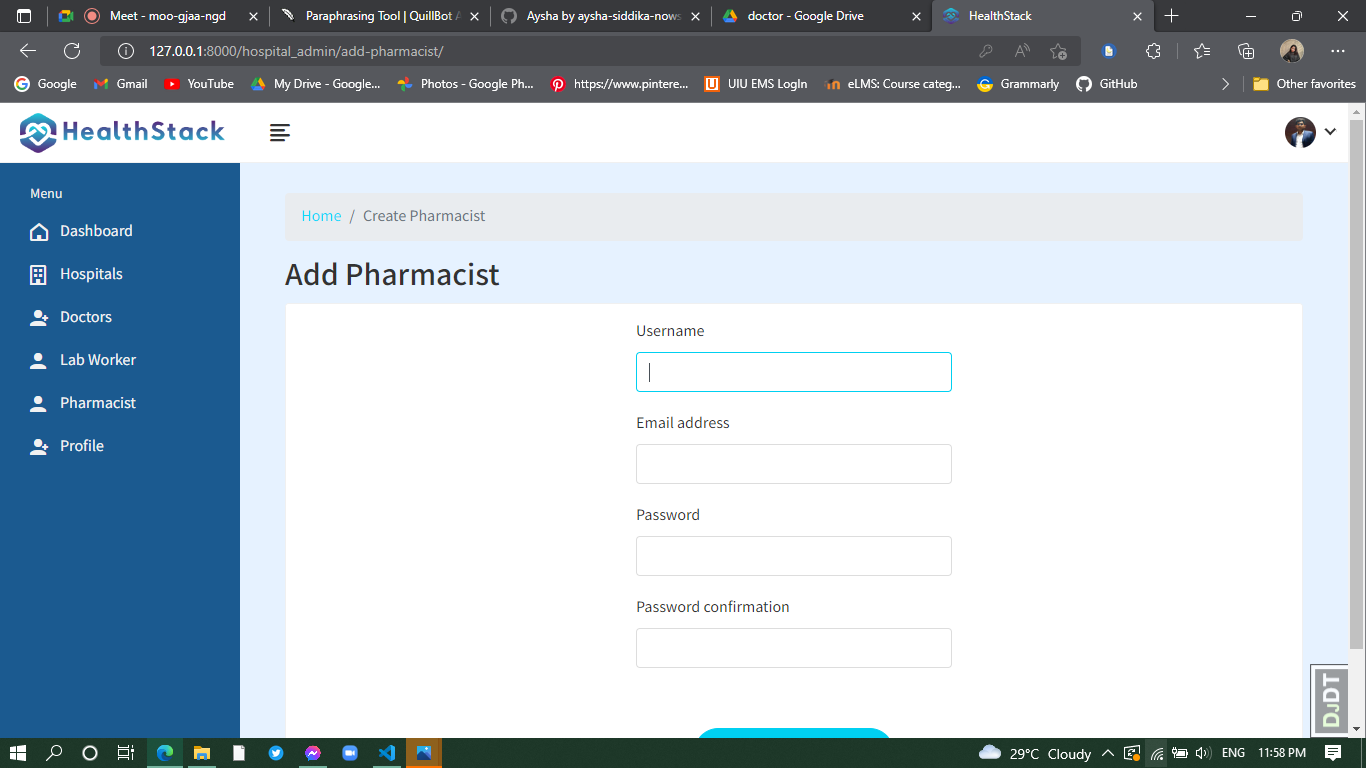 Meet - moo-gjaa-ngd
Paraphrasing Tool | QuillBot A
Aysha by aysha-siddika-nows
doctor - Google Drive
HealthStack
127.0.0.1:8000/hospital_admin/add-pharmacist/
Google Gmail YouTube My Drive - Google... Photos - Google Ph... https://www.pintere... UIU EMS LogIn eLMS: Course categ... Grammarly GitHub Other favorites
HealthStack
Menu
Dashboard
Hospitals
Doctors
Lab Worker
Pharmacist
Profile
Home / Create Pharmacist
Add Pharmacist
Username
Email address
Password
Password confirmation
DJDT
29°C Cloudy ENG 11:58 PM